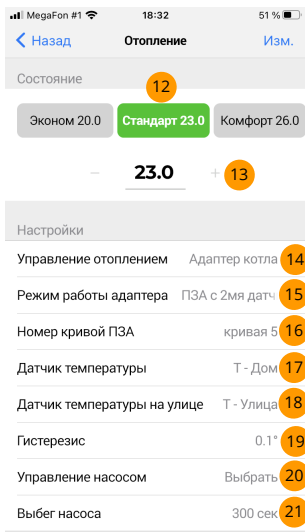 MegaFon #1 18:32 51 %
Назад Отопление Изм.
Состояние
12
Эконом 20.0 Стандарт 23.0 Комфорт 26.0
− 23.0 + 13
Настройки
Управление отоплением Адаптер котла 14
Режим работы адаптера ПЗА с 2мя датч 15
Номер кривой ПЗА кривая 5 16
Датчик температуры Т - Дом 17
Датчик температуры на улице Т - Улица 18
Гистерезис 0.1° 19
Управление насосом Выбрать 20
Выбег насоса 300 сек 21